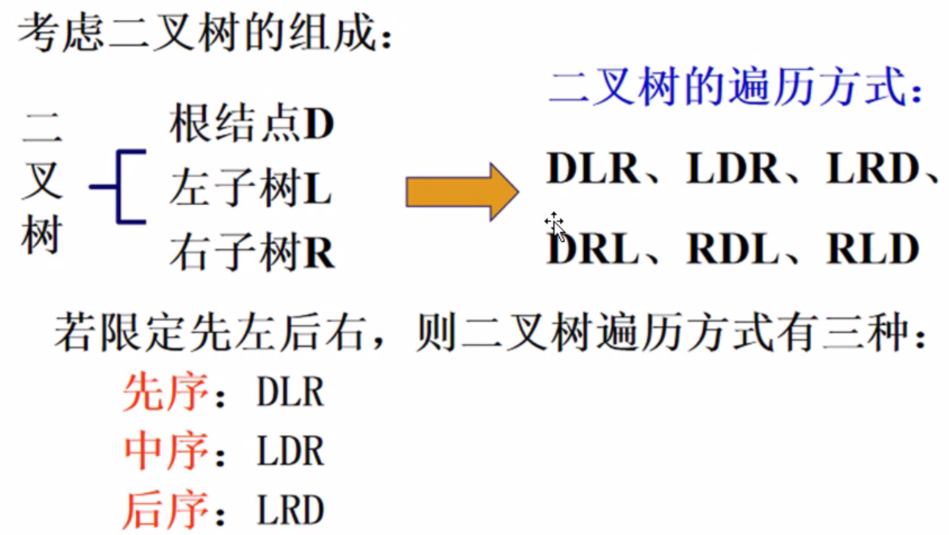 考虑二叉树的组成：
二叉树
根结点D
左子树L
右子树R
二叉树的遍历方式：
DLR、LDR、LRD、
DRL、RDL、RLD
若限定先左后右，则二叉树遍历方式有三种：
先序：DLR
中序：LDR
后序：LRD